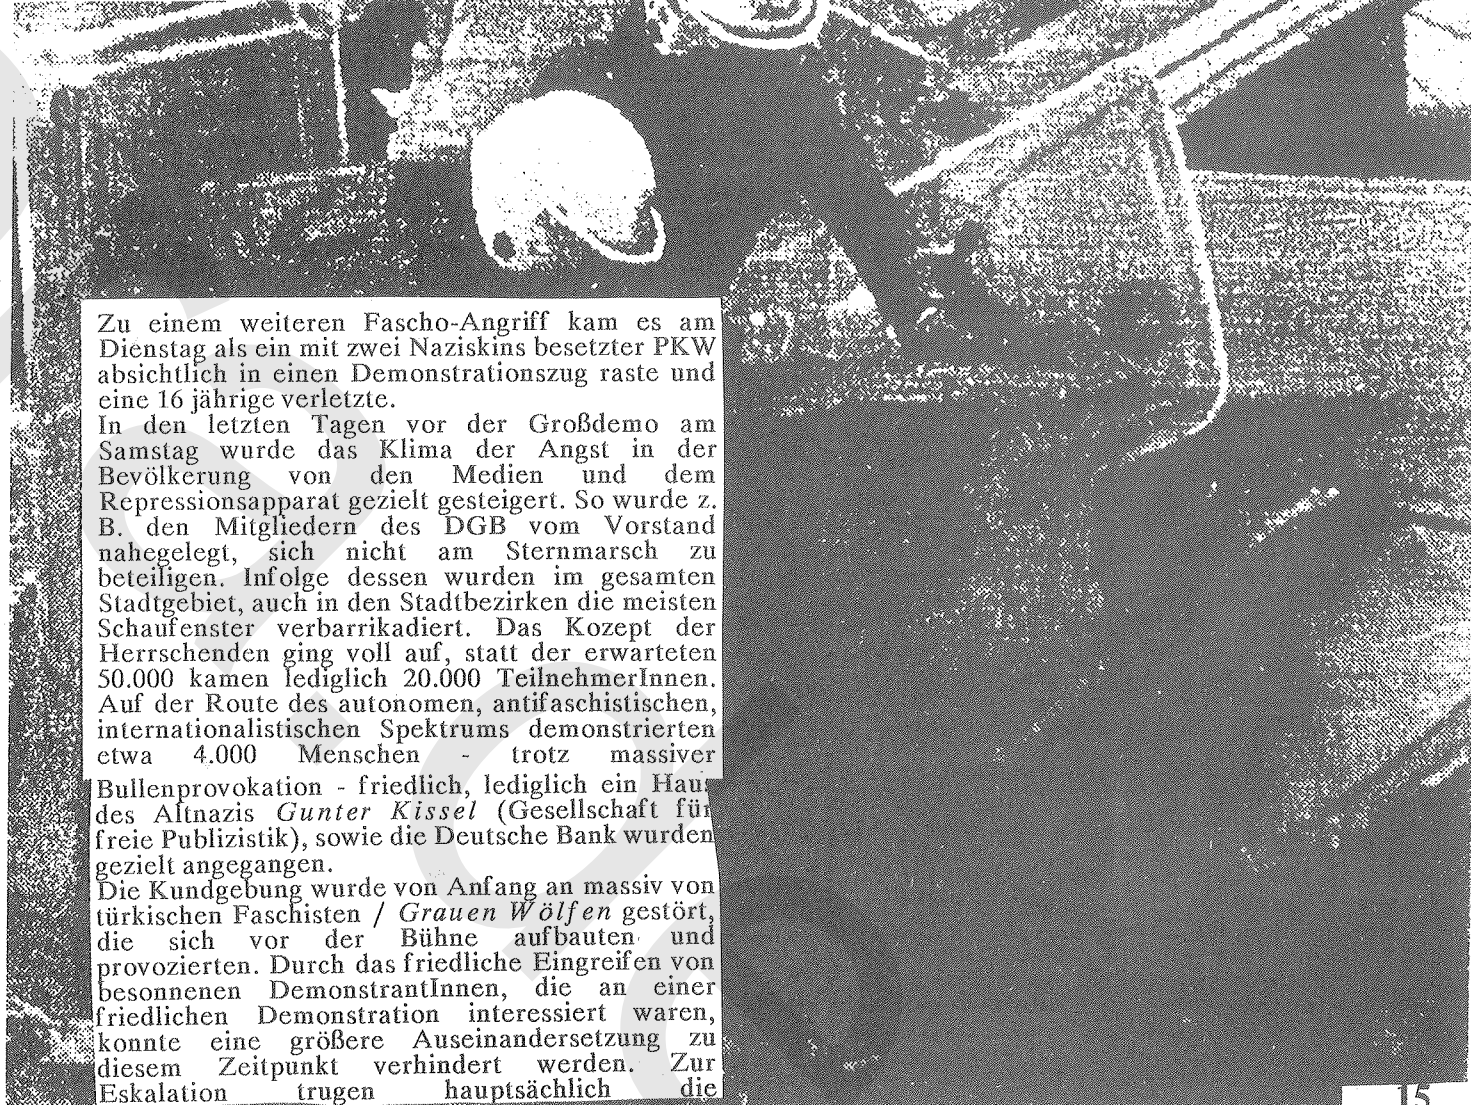 Zu einem weiteren Fascho-Angriff kam es am
Dienstag als ein mit zwei Naziskins besetzter PKW
absichtlich in einen Demonstrationszug raste und
eine 16 jährige verletzte.
In den letzten Tagen vor der Großdemo am
Samstag wurde das Klima der Angst in der
Bevölkerung von den Medien und dem
Repressionsapparat gezielt gesteigert. So wurde z.
B. den Mitgliedern des DGB vom Vorstand
nahegelegt, sich nicht am Sternmarsch zu
beteiligen. Infolge dessen wurden im gesamten
Stadtgebiet, auch in den Stadtbezirken die meisten
Schaufenster verbarrikadiert. Das Kozept der
Herrschenden ging voll auf, statt der erwarteten
50.000 kamen lediglich 20.000 TeilnehmerInnen.
Auf der Route des autonomen, antifaschistischen,
internationalistischen Spektrums demonstrierten
etwa 4.000 Menschen - trotz massiver
Bullenprovokation - friedlich, lediglich ein Haus
des Altnazis Gunter Kissel (Gesellschaft für
freie Publizistik), sowie die Deutsche Bank wurden
gezielt angegangen.
Die Kundgebung wurde von Anfang an massiv von
türkischen Faschisten / Grauen Wölfen gestört,
die sich vor der Bühne aufbauten und
provozierten. Durch das friedliche Eingreifen von
besonnenen DemonstrantInnen, die an einer
friedlichen Demonstration interessiert waren,
konnte eine größere Auseinandersetzung zu
diesem Zeitpunkt verhindert werden. Zur
Eskalation trugen hauptsächlich die
15